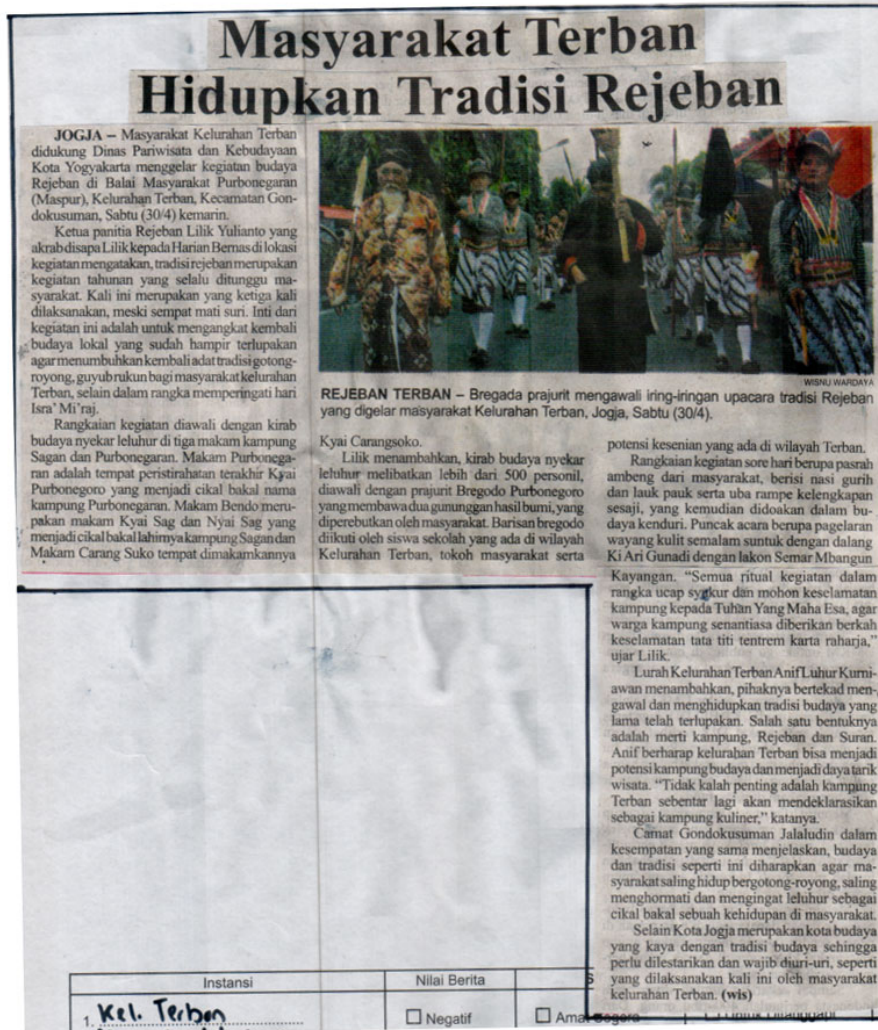 Masyarakat Terban
Hidupkan Tradisi Rejeban
JOGJA – Masyarakat Kelurahan Terban
didukung Dinas Pariwisata dan Kebudayaan
Kota Yogyakarta menggelar kegiatan budaya
Rejeban di Balai Masyarakat Purbonegaran
(Maspur), Kelurahan Terban, Kecamatan Gon-
dokusuman, Sabtu (30/4) kemarin.
Ketua panitia Rejeban Lilik Yulianto yang
akrab disapa Lilik kepada Harian Bernas di lokasi
kegiatan mengatakan, tradisi rejeban merupakan
kegiatan tahunan yang selalu ditunggu ma-
syarakat. Kali ini merupakan yang ketiga kali
dilaksanakan, meski sempat mati suri. Inti dari
kegiatan ini adalah untuk mengangkat kembali
budaya lokal yang sudah hampir terlupakan
agar menumbuhkan kembali adat tradisi gotong-
royong, guyub rukun bagi masyarakat kelurahan
Terban, selain dalam rangka memperingati hari
Isra' Mi'raj.
Rangkaian kegiatan diawali dengan kirab
budaya nyekar leluhur di tiga makam kampung
Sagan dan Purbonegaran. Makam Purbonega-
ran adalah tempat peristirahatan terakhir Kyai
Purbonegoro yang menjadi cikal bakal nama
kampung Purbonegaran. Makam Bendo meru-
pakan makam Kyai Sag dan Nyai Sag yang
menjadi cikal bakal lahirnya kampung Sagan dan
Makam Carang Suko tempat dimakamkannya
WISNU WARDAYA
REJEBAN TERBAN – Bregada prajurit mengawali iring-iringan upacara tradisi Rejeban
yang digelar masyarakat Kelurahan Terban, Jogja, Sabtu (30/4).
Kyai Carangsoko.
Lilik menambahkan, kirab budaya nyekar
leluhur melibatkan lebih dari 500 personil,
diawali dengan prajurit Bregodo Purbonegoro
yang membawa dua gununggan hasil bumi, yang
diperebutkan oleh masyarakat. Barisan bregodo
diikuti oleh siswa sekolah yang ada di wilayah
Kelurahan Terban, tokoh masyarakat serta
potensi kesenian yang ada di wilayah Terban.
Rangkaian kegiatan sore hari berupa pasrah
ambeng dari masyarakat, berisi nasi gurih
dan lauk pauk serta uba rampe kelengkapan
sesaji, yang kemudian didoakan dalam bu-
daya kenduri. Puncak acara berupa pagelaran
wayang kulit semalam suntuk dengan dalang
Ki Ari Gunadi dengan lakon Semar Mbangun
Kayangan. "Semua ritual kegiatan dalam
rangka ucap syukur dan mohon keselamatan
kampung kepada Tuhan Yang Maha Esa, agar
warga kampung senantiasa diberikan berkah
keselamatan tata titi tentrem karta raharja,"
ujar Lilik.
Lurah Kelurahan Terban Anif Luhur Kurni-
awan menambahkan, pihaknya bertekad men-
gawal dan menghidupkan tradisi budaya yang
lama telah terlupakan. Salah satu bentuknya
adalah merti kampung, Rejeban dan Suran.
Anif berharap kelurahan Terban bisa menjadi
potensi kampung budaya dan menjadi daya tarik
wisata. "Tidak kalah penting adalah kampung
Terban sebentar lagi akan mendeklarasikan
sebagai kampung kuliner," katanya.
Camat Gondokusuman Jalaludin dalam
kesempatan yang sama menjelaskan, budaya
dan tradisi seperti ini diharapkan agar ma-
syarakat saling hidup bergotong-royong, saling
menghormati dan mengingat leluhur sebagai
cikal bakal sebuah kehidupan di masyarakat.
Selain Kota Jogja merupakan kota budaya
yang kaya dengan tradisi budaya sehingga
perlu dilestarikan dan wajib diuri-uri, seperti
yang dilaksanakan kali ini oleh masyarakat
kelurahan Terban. (wis)
Instansi
Nilai Berita
S
1. Kel. Terban
Negatif
Amat Segera